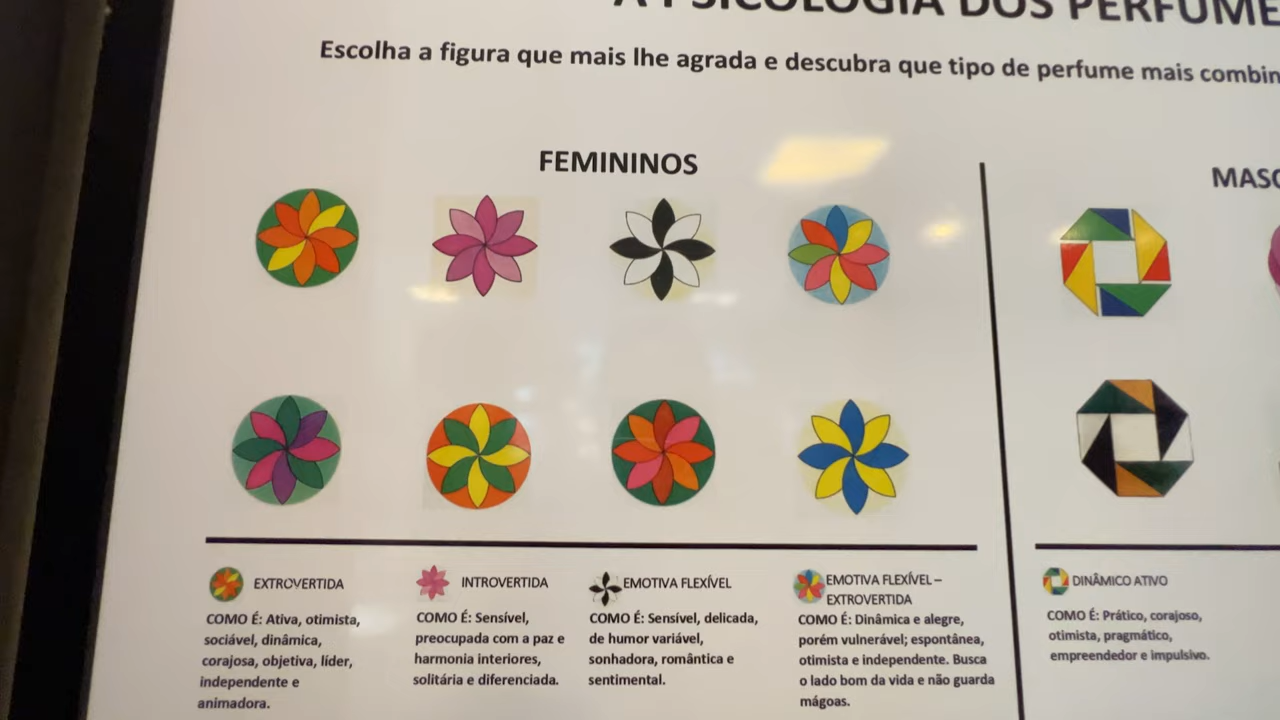 A PSICOLOGIA DOS PERFUME
Escolha a figura que mais lhe agrada e descubra que tipo de perfume mais combin
FEMININOS
MASC
EXTROVERTIDA
COMO É: Ativa, otimista,
sociável, dinâmica,
corajosa, objetiva, líder,
independente e
animadora.
INTROVERTIDA
COMO É: Sensível,
preocupada com a paz e
harmonia interiores,
solitária e diferenciada.
EMOTIVA FLEXÍVEL
COMO É: Sensível, delicada,
de humor variável,
sonhadora, romântica e
sentimental.
EMOTIVA FLEXÍVEL –
EXTROVERTIDA
COMO É: Dinâmica e alegre,
porém vulnerável; espontânea,
otimista e independente. Busca
o lado bom da vida e não guarda
mágoas.
DINÂMICO ATIVO
COMO É: Prático, corajoso,
otimista, pragmático,
empreendedor e impulsivo.